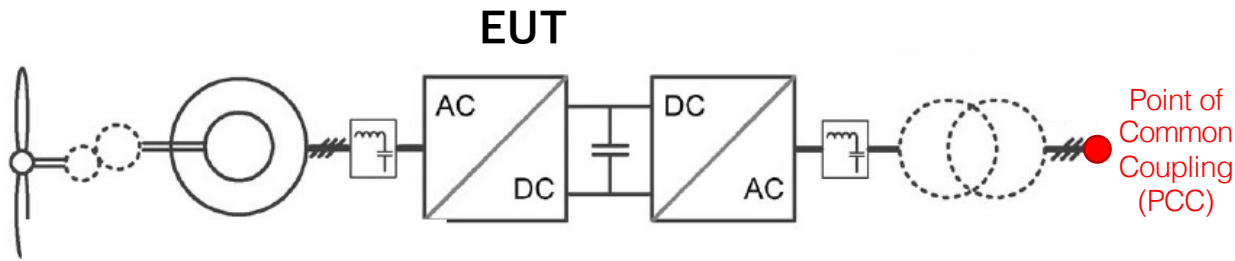 EUT
AC
DC
DC
AC
Point of
Common
Coupling
(PCC)